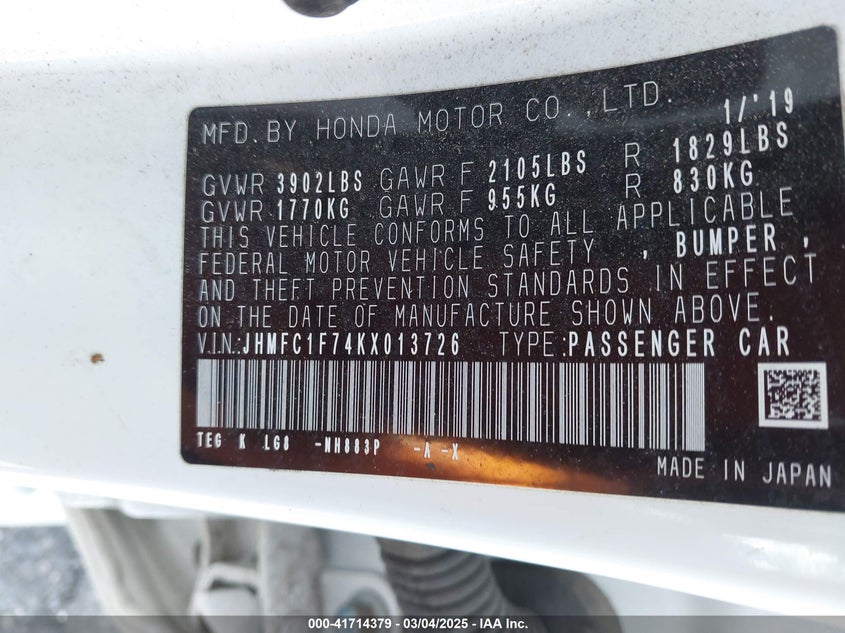 MFD.BY HONDA MOTOR CO.,LTD. 1/'19
GVWR 3902LBS GAWR F 2105LBS R 1829LBS
GVWR 1770KG GAWR F 955KG R 830KG
THIS VEHICLE CONFORMS TO ALL APPLICABLE
FEDERAL MOTOR VEHICLE SAFETY , BUMPER ,
AND THEFT PREVENTION STANDARDS IN EFFECT
ON THE DATE OF MANUFACTURE SHOWN ABOVE.
V.I.N.:JHMFC1F74KX013726 TYPE:PASSENGER CAR
TEG K LG8 -NH883P -A -X
MADE IN JAPAN
000-41714379 — 03/04/2025 — IAA Inc.